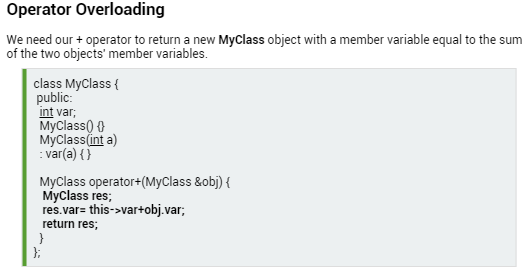 Operator Overloading
We need our + operator to return a new MyClass object with a member variable equal to the sum
of the two objects' member variables.
class MyClass {
public:
int var;
MyClass() {}
MyClass(int a)
: var(a) { }
MyClass operator+(MyClass &obj) {
MyClass res;
res.var= this->var+obj.var;
return res;
}
};